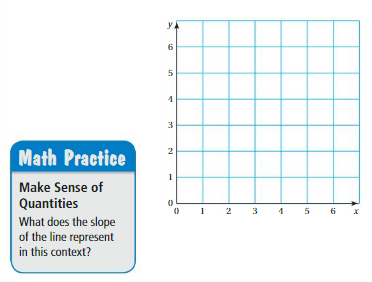 y
6
5
4
3
2
1
0
0 1 2 3 4 5 6 x
Math Practice
Make Sense of
Quantities
What does the slope
of the line represent
in this context?